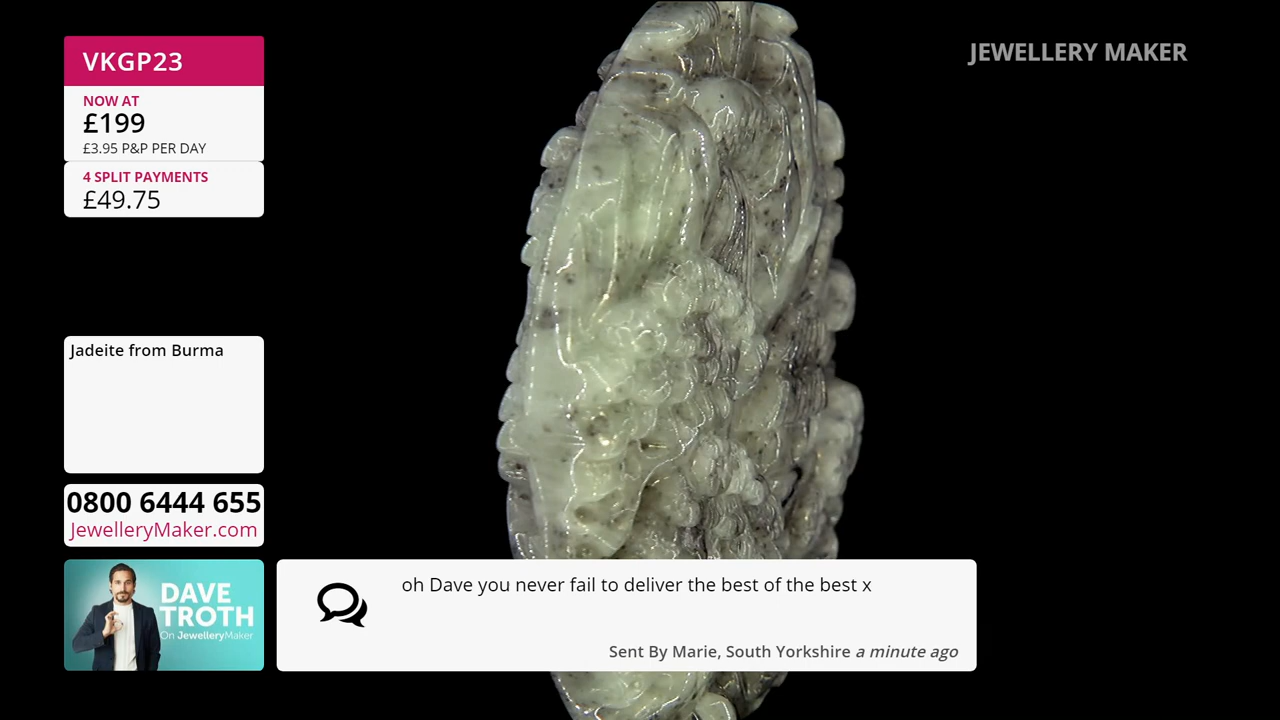 VKGP23
NOW AT
£199
£3.95 P&P PER DAY
4 SPLIT PAYMENTS
£49.75
JEWELLERY MAKER
Jadeite from Burma
0800 6444 655
JewelleryMaker.com
DAVE
TROTH
On JewelleryMaker
oh Dave you never fail to deliver the best of the best x
Sent By Marie, South Yorkshire a minute ago